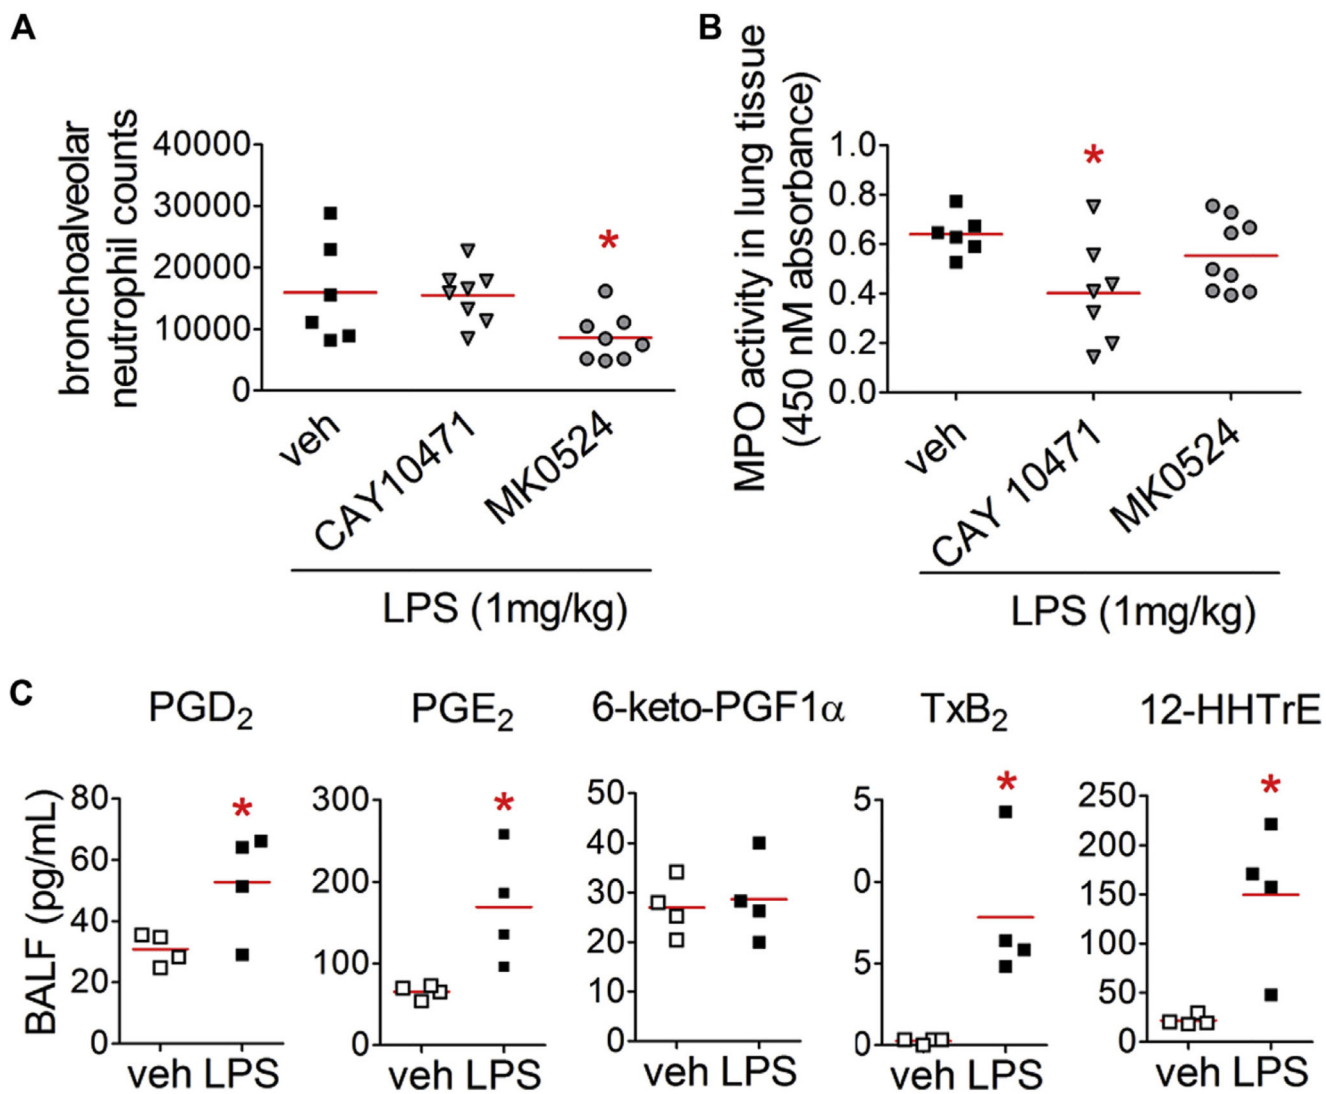 A
bronchoalveolar
neutrophil counts
40000
30000
20000
10000
0
*
veh
CAY10471
MK0524
LPS (1mg/kg)
B
MPO activity in lung tissue
(450 nM absorbance)
1.0
0.8
0.6
0.4
0.2
0.0
*
veh
CAY 10471
MK0524
LPS (1mg/kg)
C
BALF (pg/mL)
PGD2
80
60
40
20
0
*
veh LPS
PGE2
300
200
100
0
*
veh LPS
6-keto-PGF1α
50
40
30
20
10
0
veh LPS
TxB2
5
0
5
0
*
veh LPS
12-HHTrE
250
200
150
100
50
0
*
veh LPS